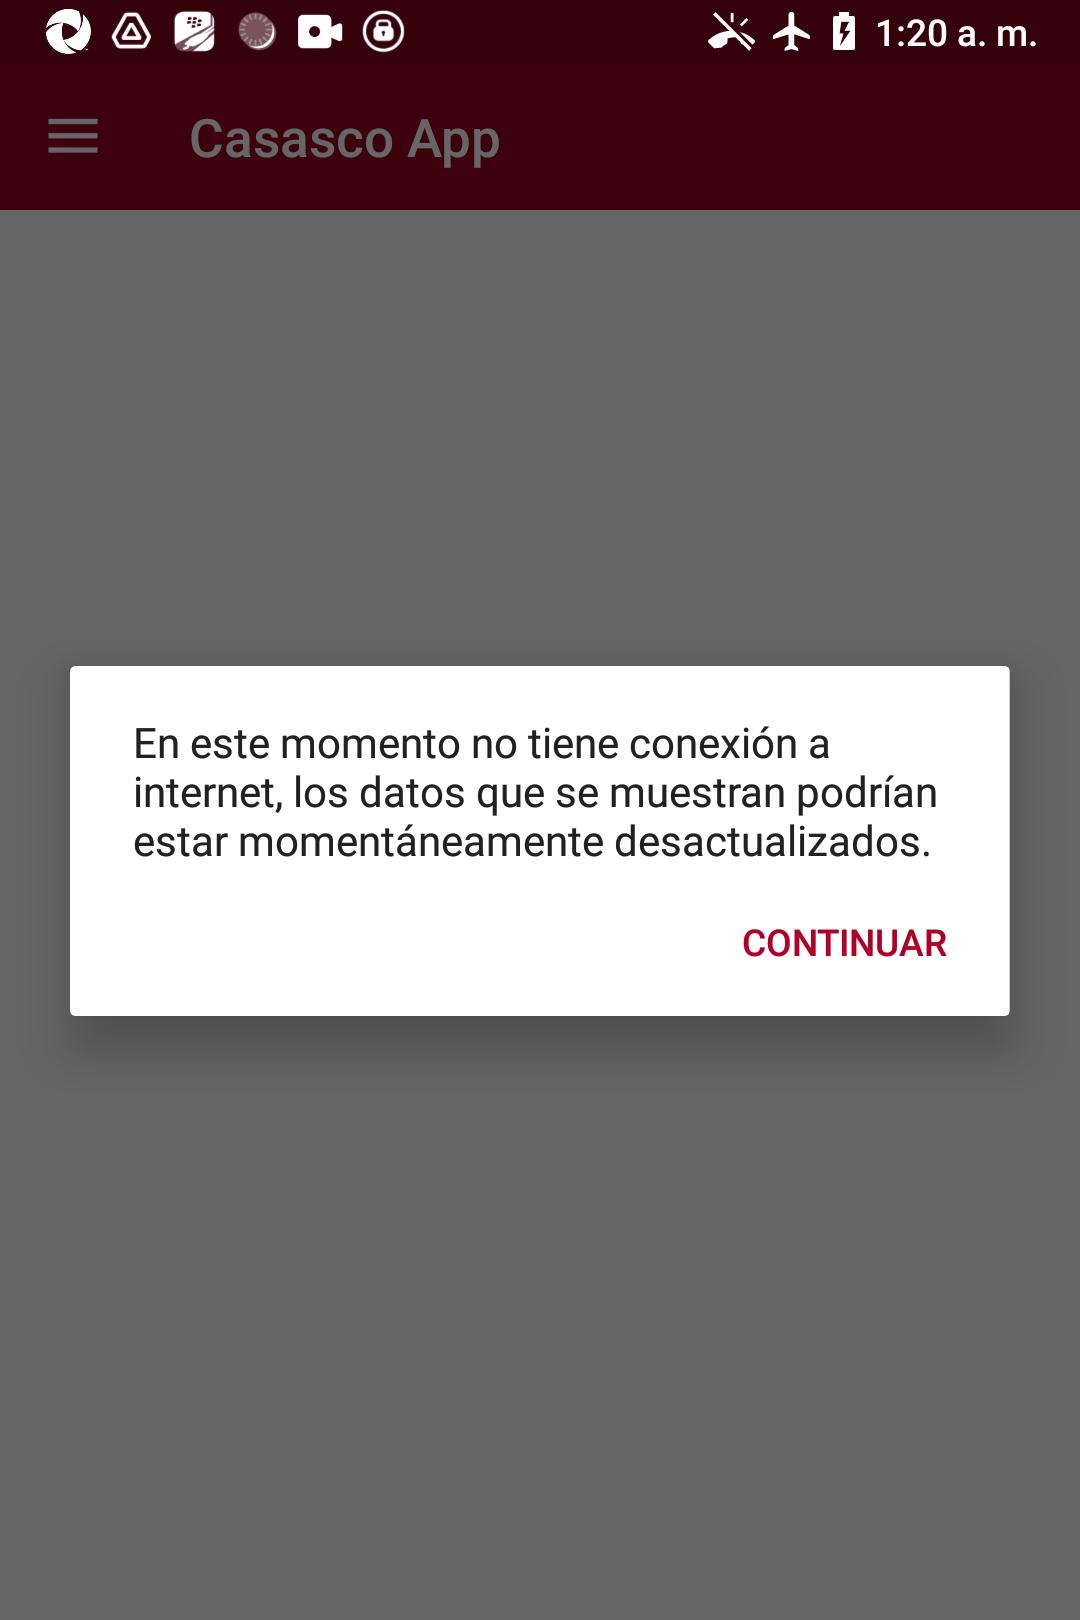 1:20 a. m.
Casasco App
En este momento no tiene conexión a
internet, los datos que se muestran podrían
estar momentáneamente desactualizados.
CONTINUAR